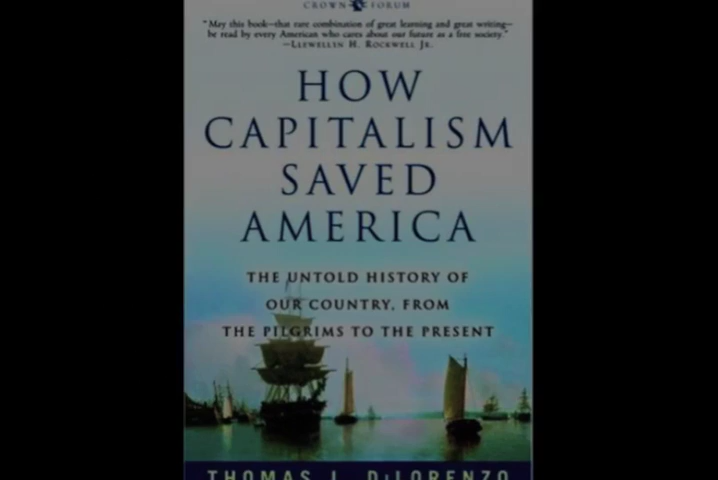 CROWN FORUM
"May this book—that rare combination of great learning and great writing—
be read by every American who cares about our future as a free society."
—Llewellyn H. Rockwell Jr.
HOW
CAPITALISM
SAVED
AMERICA
THE UNTOLD HISTORY OF
OUR COUNTRY, FROM
THE PILGRIMS TO THE PRESENT
THOMAS J. DiLORENZO